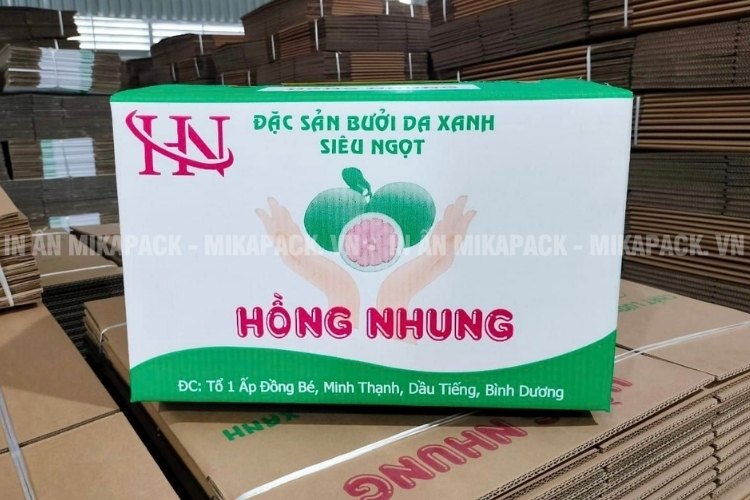 HN
ĐẶC SẢN BƯỞI DA XANH
SIÊU NGỌT
IN ẤN MIKAPACK - MIKAPACK. VN
IN ẤN MIKAPACK - MIKAPACK. VN
HỒNG NHUNG
ĐC: Tổ 1 Ấp Đồng Bé, Minh Thạnh, Dầu Tiếng, Bình Dương
XANH
NHUNG